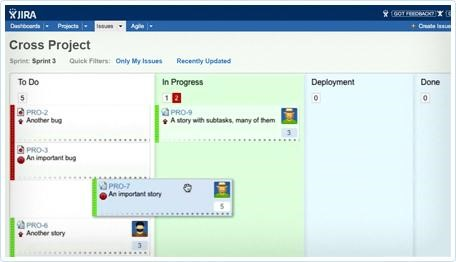 JIRA
GOT FEEDBACK?
Dashboards Projects Issues Agile
Create Issue
Cross Project
Sprint: Sprint 3 Quick Filters: Only My Issues Recently Updated
To Do In Progress Deployment Done
5 1 2 0 0
PRO-2
Another bug
PRO-9
A story with subtasks, many of them
3
PRO-3
An important bug
PRO-7
An important story
5
PRO-6
Another story
3